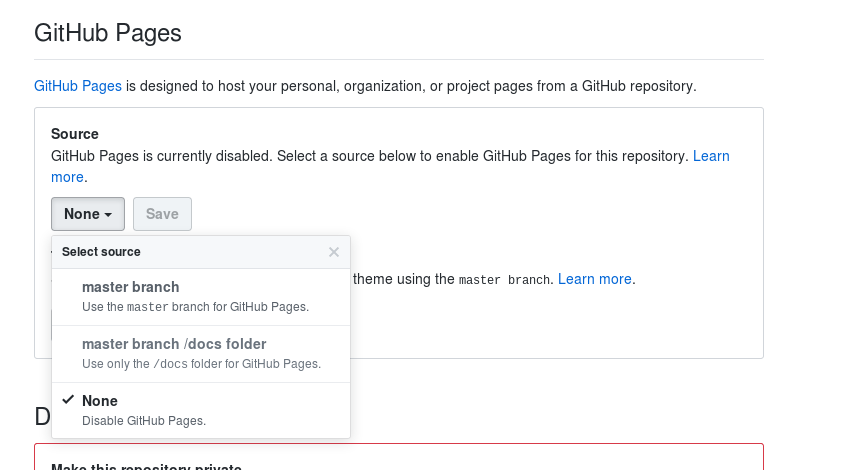 GitHub Pages
GitHub Pages is designed to host your personal, organization, or project pages from a GitHub repository.
Source
GitHub Pages is currently disabled. Select a source below to enable GitHub Pages for this repository. Learn
more.
None Save
Select source
theme using the master branch. Learn more.
master branch
Use the master branch for GitHub Pages.
master branch /docs folder
Use only the /docs folder for GitHub Pages.
None
Disable GitHub Pages.
D
Make this repository private